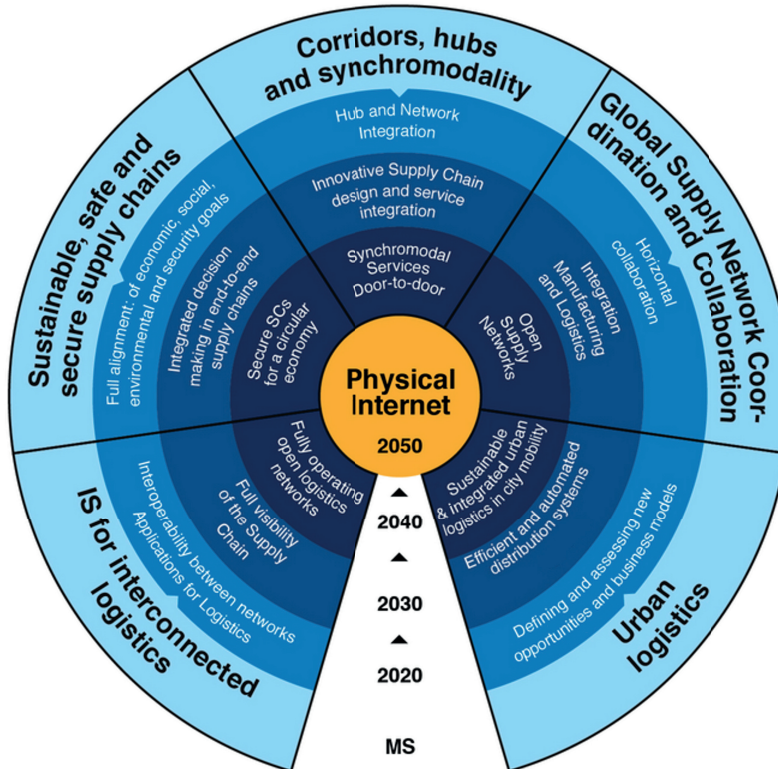 Corridors, hubs
and synchromodality
Hub and Network
Integration
Innovative Supply Chain
design and service
integration
Synchromodal
Services
Door-to-door
Global Supply Network Coor-
dination and Collaboration
Horizontal
collaboration
Integration
Manufacturing
and Logistics
Open
Supply
Networks
Urban
logistics
Defining and assessing new
opportunities and business models
Efficient and automated
distribution systems
Sustainable
& integrated urban
logistics in city mobility
IS for interconnected
logistics
Interoperability between networks
Applications for Logistics
Full visibility
of the Supply
Chain
Fully operating
open logistics
networks
Sustainable, safe and
secure supply chains
Full alignment: of economic, social,
environmental and security goals
Integrated decision
making in end-to-end
supply chains
Secure SCs
for a circular
economy
Physical
Internet
2050
2040
2030
2020
MS